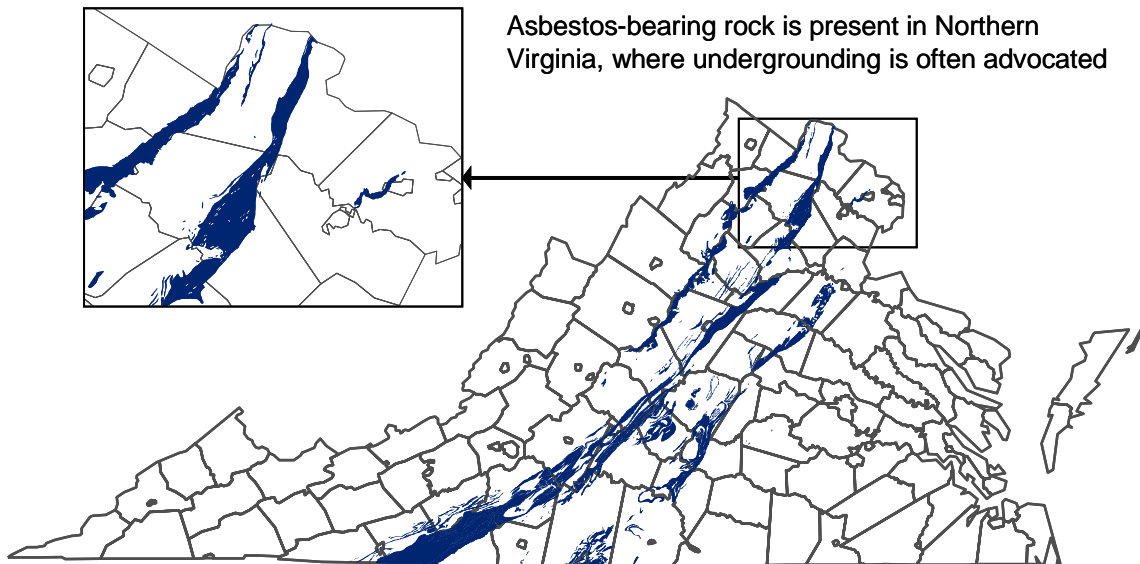 Asbestos-bearing rock is present in Northern
Virginia, where undergrounding is often advocated